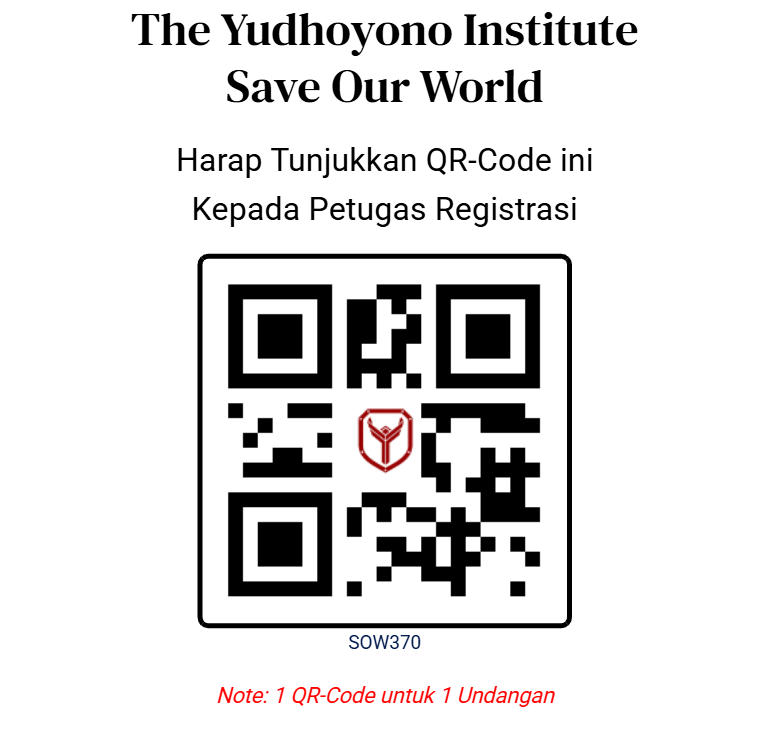 The Yudhoyono Institute
Save Our World
Harap Tunjukkan QR-Code ini
Kepada Petugas Registrasi
SOW370
Note: 1 QR-Code untuk 1 Undangan